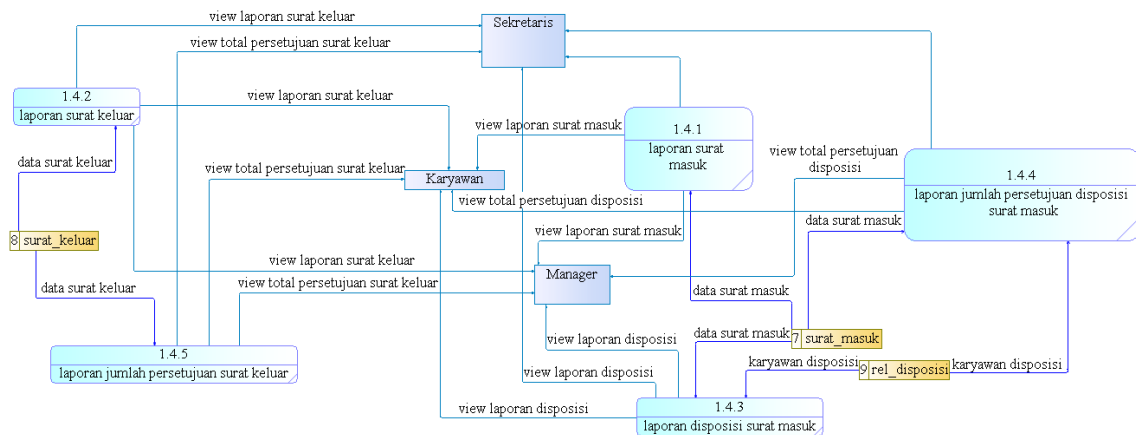 view laporan surat keluar
Sekretaris
view total persetujuan surat keluar
1.4.2
laporan surat keluar
view laporan surat keluar
1.4.1
laporan surat
masuk
view laporan surat masuk
data surat keluar
view total persetujuan surat keluar
Karyawan
view total persetujuan
disposisi
1.4.4
laporan jumlah persetujuan disposisi
surat masuk
view total persetujuan disposisi
data surat masuk
8 surat_keluar
view laporan surat masuk
view laporan surat keluar
Manager
view total persetujuan surat keluar
data surat keluar
data surat masuk
data surat masuk
7 surat_masuk
view laporan disposisi
1.4.5
laporan jumlah persetujuan surat keluar
karyawan disposisi
9 rel_disposisi
karyawan disposisi
view laporan disposisi
view laporan disposisi
1.4.3
laporan disposisi surat masuk